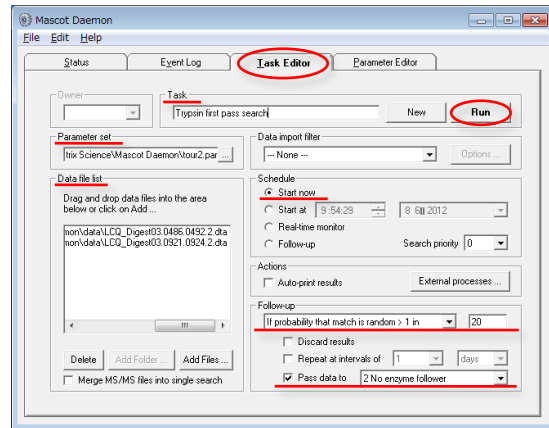 Mascot Daemon
File Edit Help
Status Event Log Task Editor Parameter Editor
Owner Task
Trypsin first pass search New Run
Parameter set Data import filter
trix Science\Mascot Daemon\tour2.par ... --- None --- Options ...
Data file list Schedule
Drag and drop data files into the area
below or click on Add ...
Start now
Start at 9:54:29 8 6월 2012
Real-time monitor
Follow-up Search priority 0
mon\data\LCQ_Digest03.0486.0492.2.dta
mon\data\LCQ_Digest03.0921.0924.2.dta
Actions
Auto-print results External processes ...
Follow-up
If probability that match is random > 1 in 20
Discard results
Repeat at intervals of 1 days
Pass data to 2 No enzyme follower
Delete Add Folder ... Add Files ...
Merge MS/MS files into single search